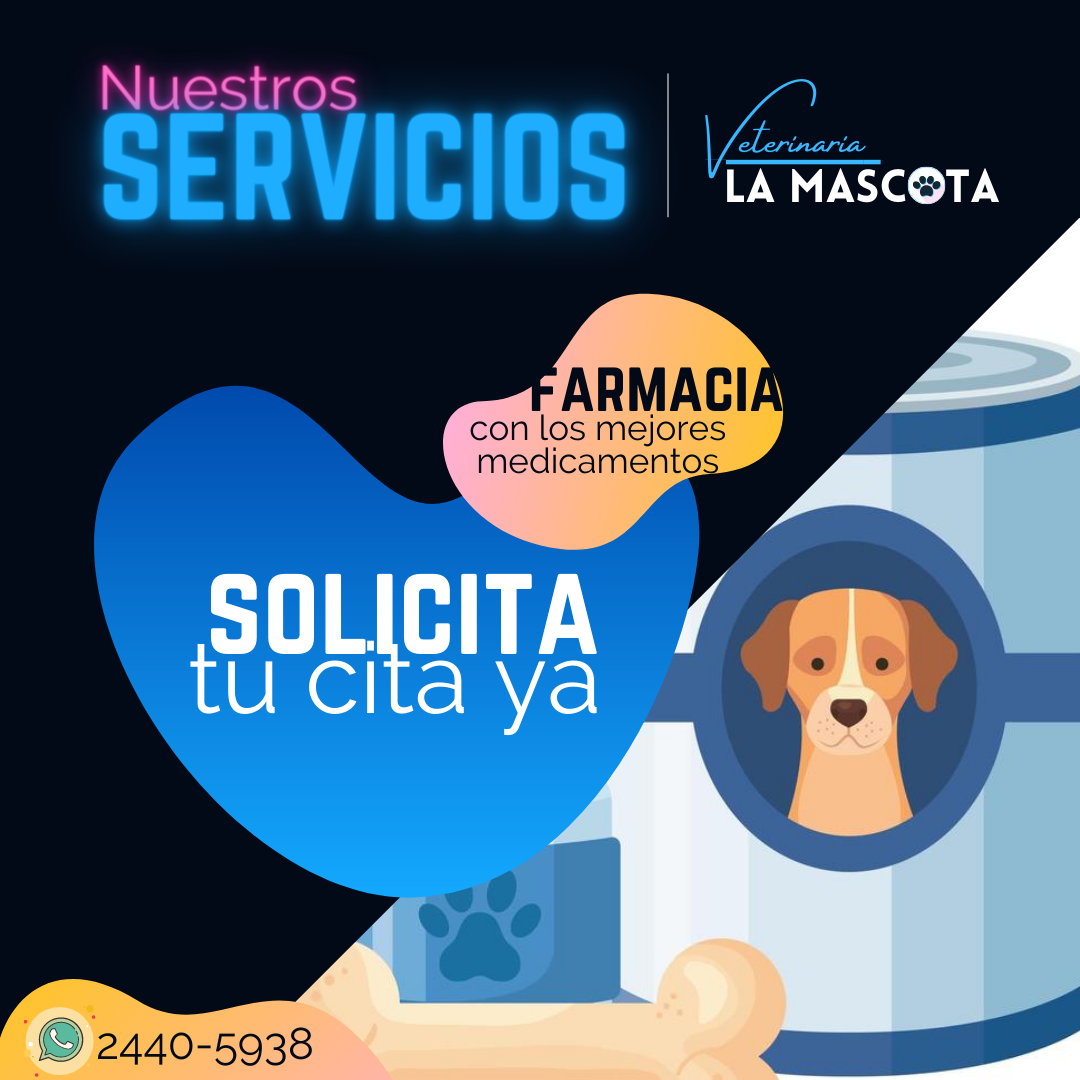 Nuestros
SERVICIOS
Veterinaria
LA MASCOTA
FARMACIA
con los mejores
medicamentos
SOLICITA
tu cita ya
2440-5938